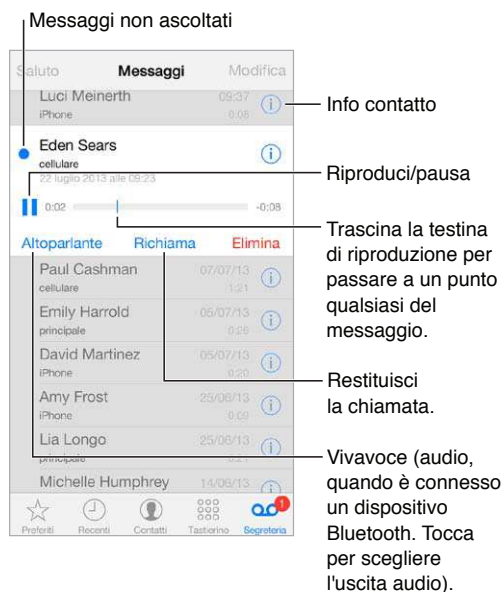 Messaggi non ascoltati
Saluto Messaggi Modifica
Luci Meinerth 09:37
iPhone 0:08
Info contatto
Eden Sears
cellulare
22 luglio 2013 alle 09:23
Riproduci/pausa
0:02 -0:08
Trascina la testina
di riproduzione per
passare a un punto
qualsiasi del
messaggio.
Altoparlante Richiama Elimina
Paul Cashman 07/07/13
cellulare 1:21
Emily Harrold 05/07/13
principale 0:26
David Martinez 05/07/13
iPhone 0:20
Restituisci
la chiamata.
Amy Frost 25/06/13
iPhone 0:09
Lia Longo 25/06/13
principale 0:21
Michelle Humphrey 14/06/13
Vivavoce (audio,
quando è connesso
un dispositivo
Bluetooth. Tocca
per scegliere
l'uscita audio).
1
Preferiti Recenti Contatti Tastierino Segreteria